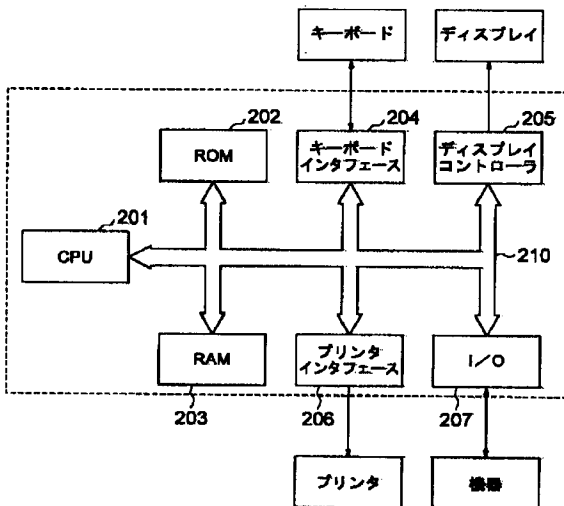 キーボード
ディスプレイ
202
204
205
ROM
キーボード
インタフェース
ディスプレイ
コントローラ
201
CPU
210
RAM
プリンタ
インタフェース
I/O
203
206
207
プリンタ
機器